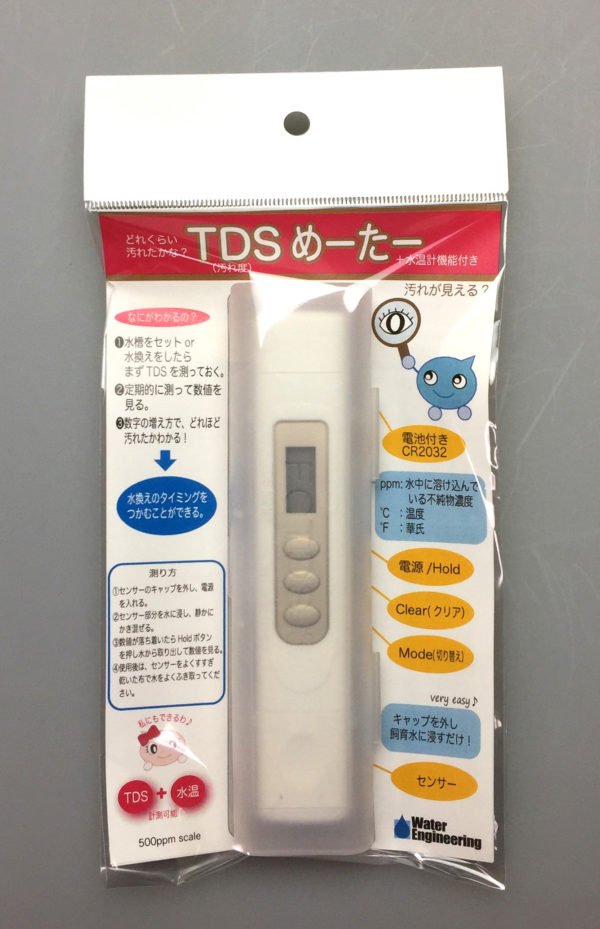 どれくらい
汚れたかな？
TDSめーたー
(汚れ度)
+水温計機能付き
汚れが見える？
なにがわかるの？
❶水槽をセットor
水換えをしたら
まずTDSを測っておく。
❷定期的に測って数値を
見る。
❸数字の増え方で、どれほど
汚れたかわかる！
水換えのタイミングを
つかむことができる。
測り方
①センサーのキャップを外し、電源
を入れる。
②センサー部分を水に浸し、静かに
かき混ぜる。
③数値が落ち着いたらHoldボタン
を押し水から取り出して数値を見る。
④使用後は、センサーをよくすすぎ
乾いた布で水をよくふき取ってくだ
さい。
私にもできるわ♪
TDS + 水温
計測可能
500ppm scale
電池付き
CR2032
ppm: 水中に溶け込んで
いる不純物濃度
℃ : 温度
℉ : 華氏
電源/Hold
Clear(クリア)
Mode(切り替え)
very easy♪
キャップを外し
飼育水に浸すだけ！
センサー
Water
Engineering